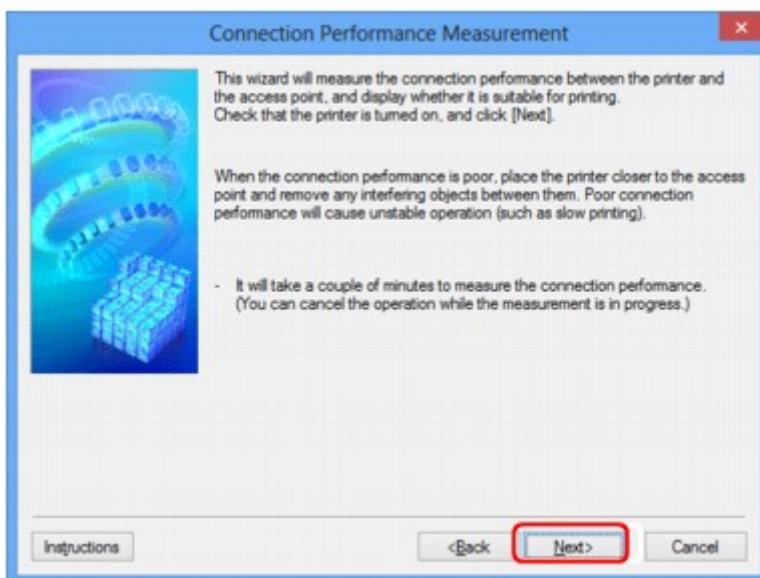 Connection Performance Measurement
This wizard will measure the connection performance between the printer and
the access point, and display whether it is suitable for printing.
Check that the printer is turned on, and click [Next].
When the connection performance is poor, place the printer closer to the access
point and remove any interfering objects between them. Poor connection
performance will cause unstable operation (such as slow printing).
- It will take a couple of minutes to measure the connection performance.
(You can cancel the operation while the measurement is in progress.)
Instructions <Back Next> Cancel